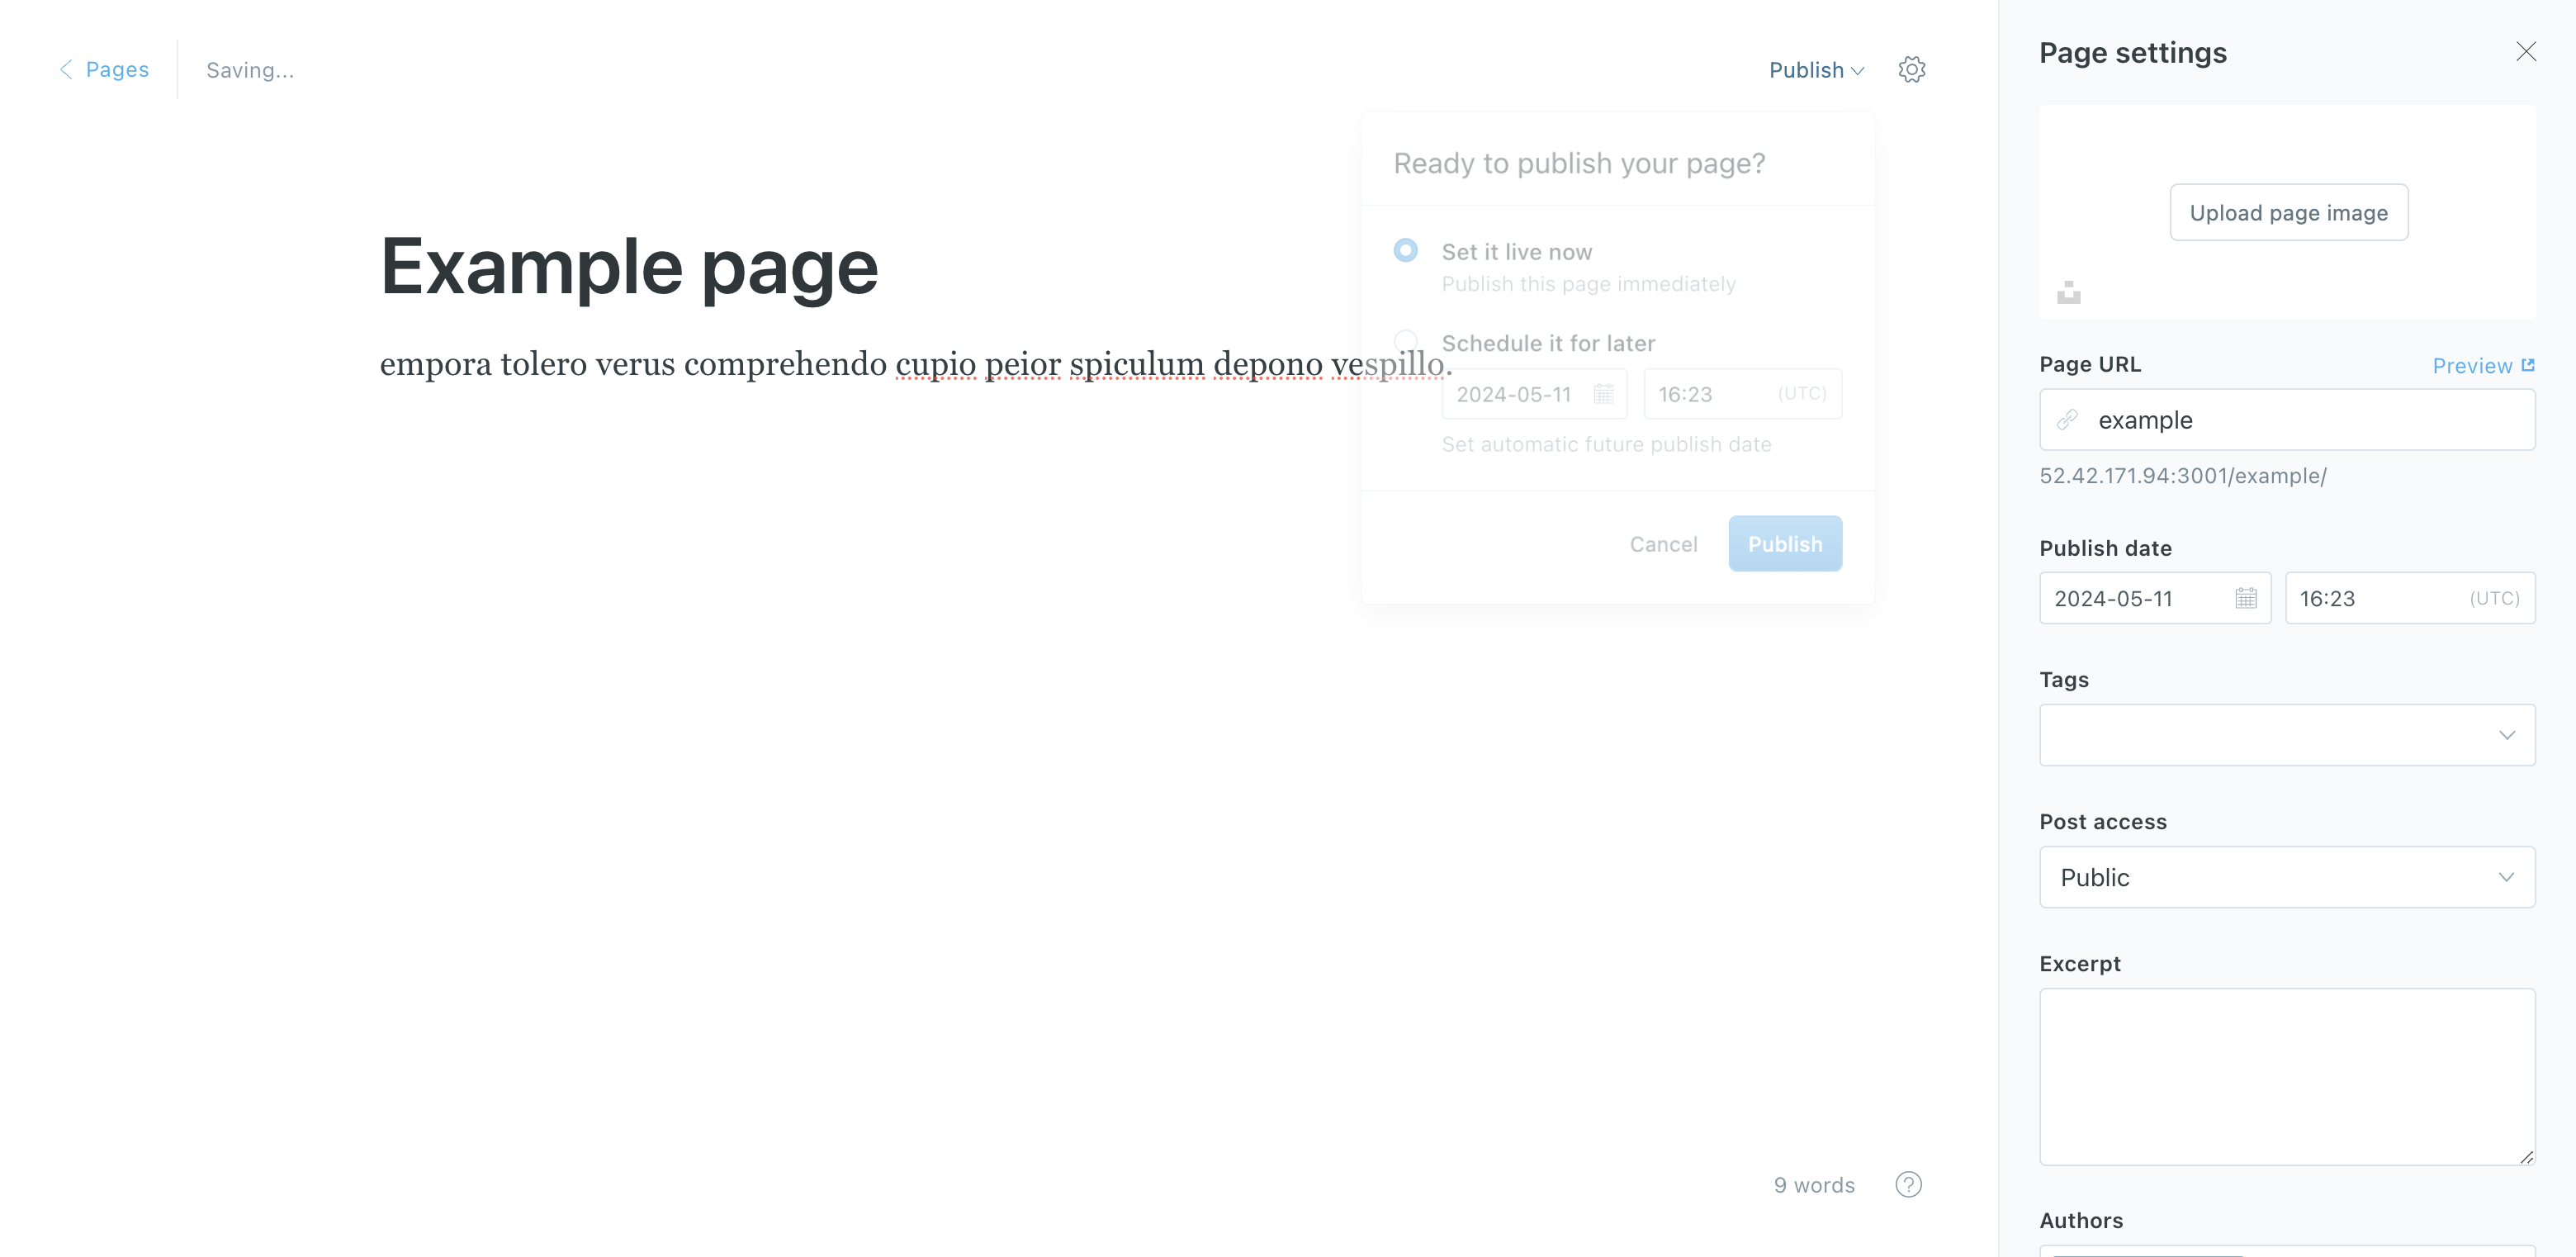 Pages
Saving...
Publish
Example page
empora tolero verus comprehendo cupio peior spiculum depono vespillo.
Ready to publish your page?
Set it live now
Publish this page immediately
Schedule it for later
2024-05-11 16:23 (UTC)
Set automatic future publish date
Cancel Publish
9 words
?
Page settings
Upload page image
Page URL Preview
example
52.42.171.94:3001/example/
Publish date
2024-05-11 16:23 (UTC)
Tags
Post access
Public
Excerpt
Authors